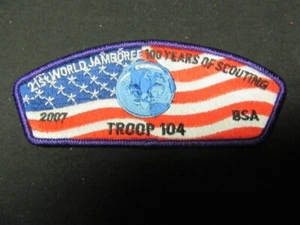 21st WORLD JAMBOREE 100 YEARS OF SCOUTING
2007
BSA
TROOP 104